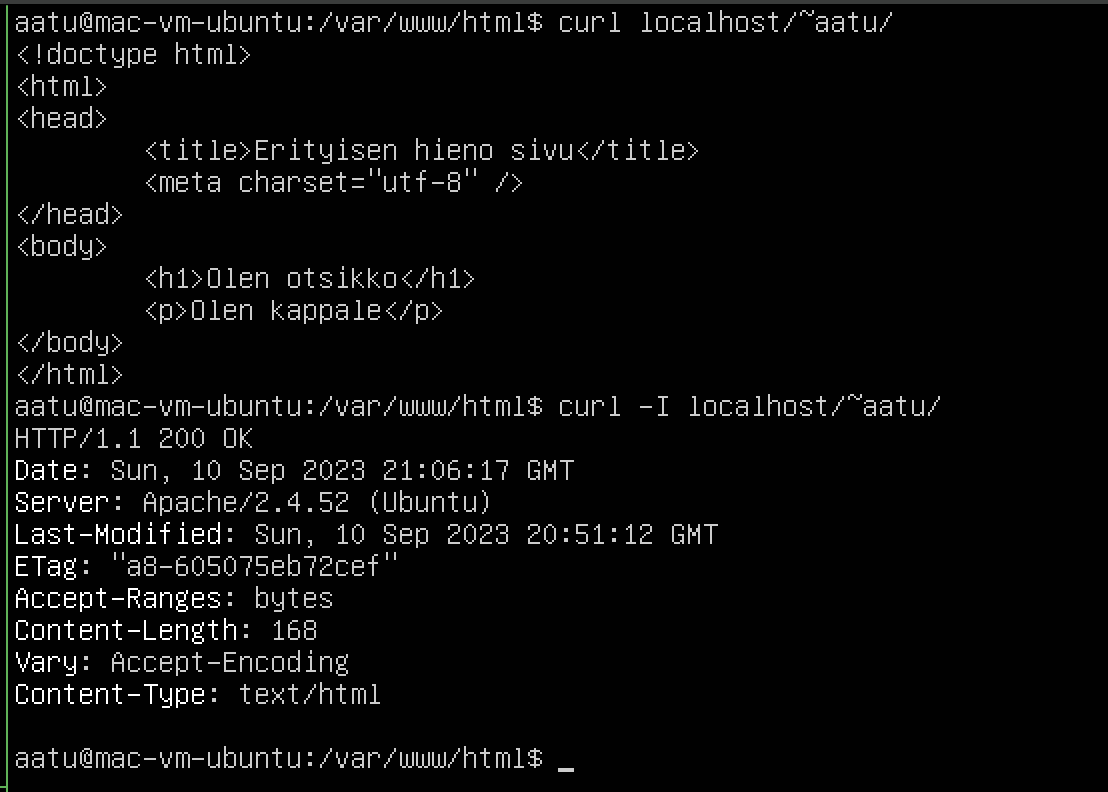 aatu@mac-vm-ubuntu:/var/www/html$ curl localhost/~aatu/
<!doctype html>
<html>
<head>
        <title>Erityisen hieno sivu</title>
        <meta charset="utf-8" />
</head>
<body>
        <h1>Olen otsikko</h1>
        <p>Olen kappale</p>
</body>
</html>
aatu@mac-vm-ubuntu:/var/www/html$ curl -I localhost/~aatu/
HTTP/1.1 200 OK
Date: Sun, 10 Sep 2023 21:06:17 GMT
Server: Apache/2.4.52 (Ubuntu)
Last-Modified: Sun, 10 Sep 2023 20:51:12 GMT
ETag: "a8-605075eb72cef"
Accept-Ranges: bytes
Content-Length: 168
Vary: Accept-Encoding
Content-Type: text/html

aatu@mac-vm-ubuntu:/var/www/html$ _